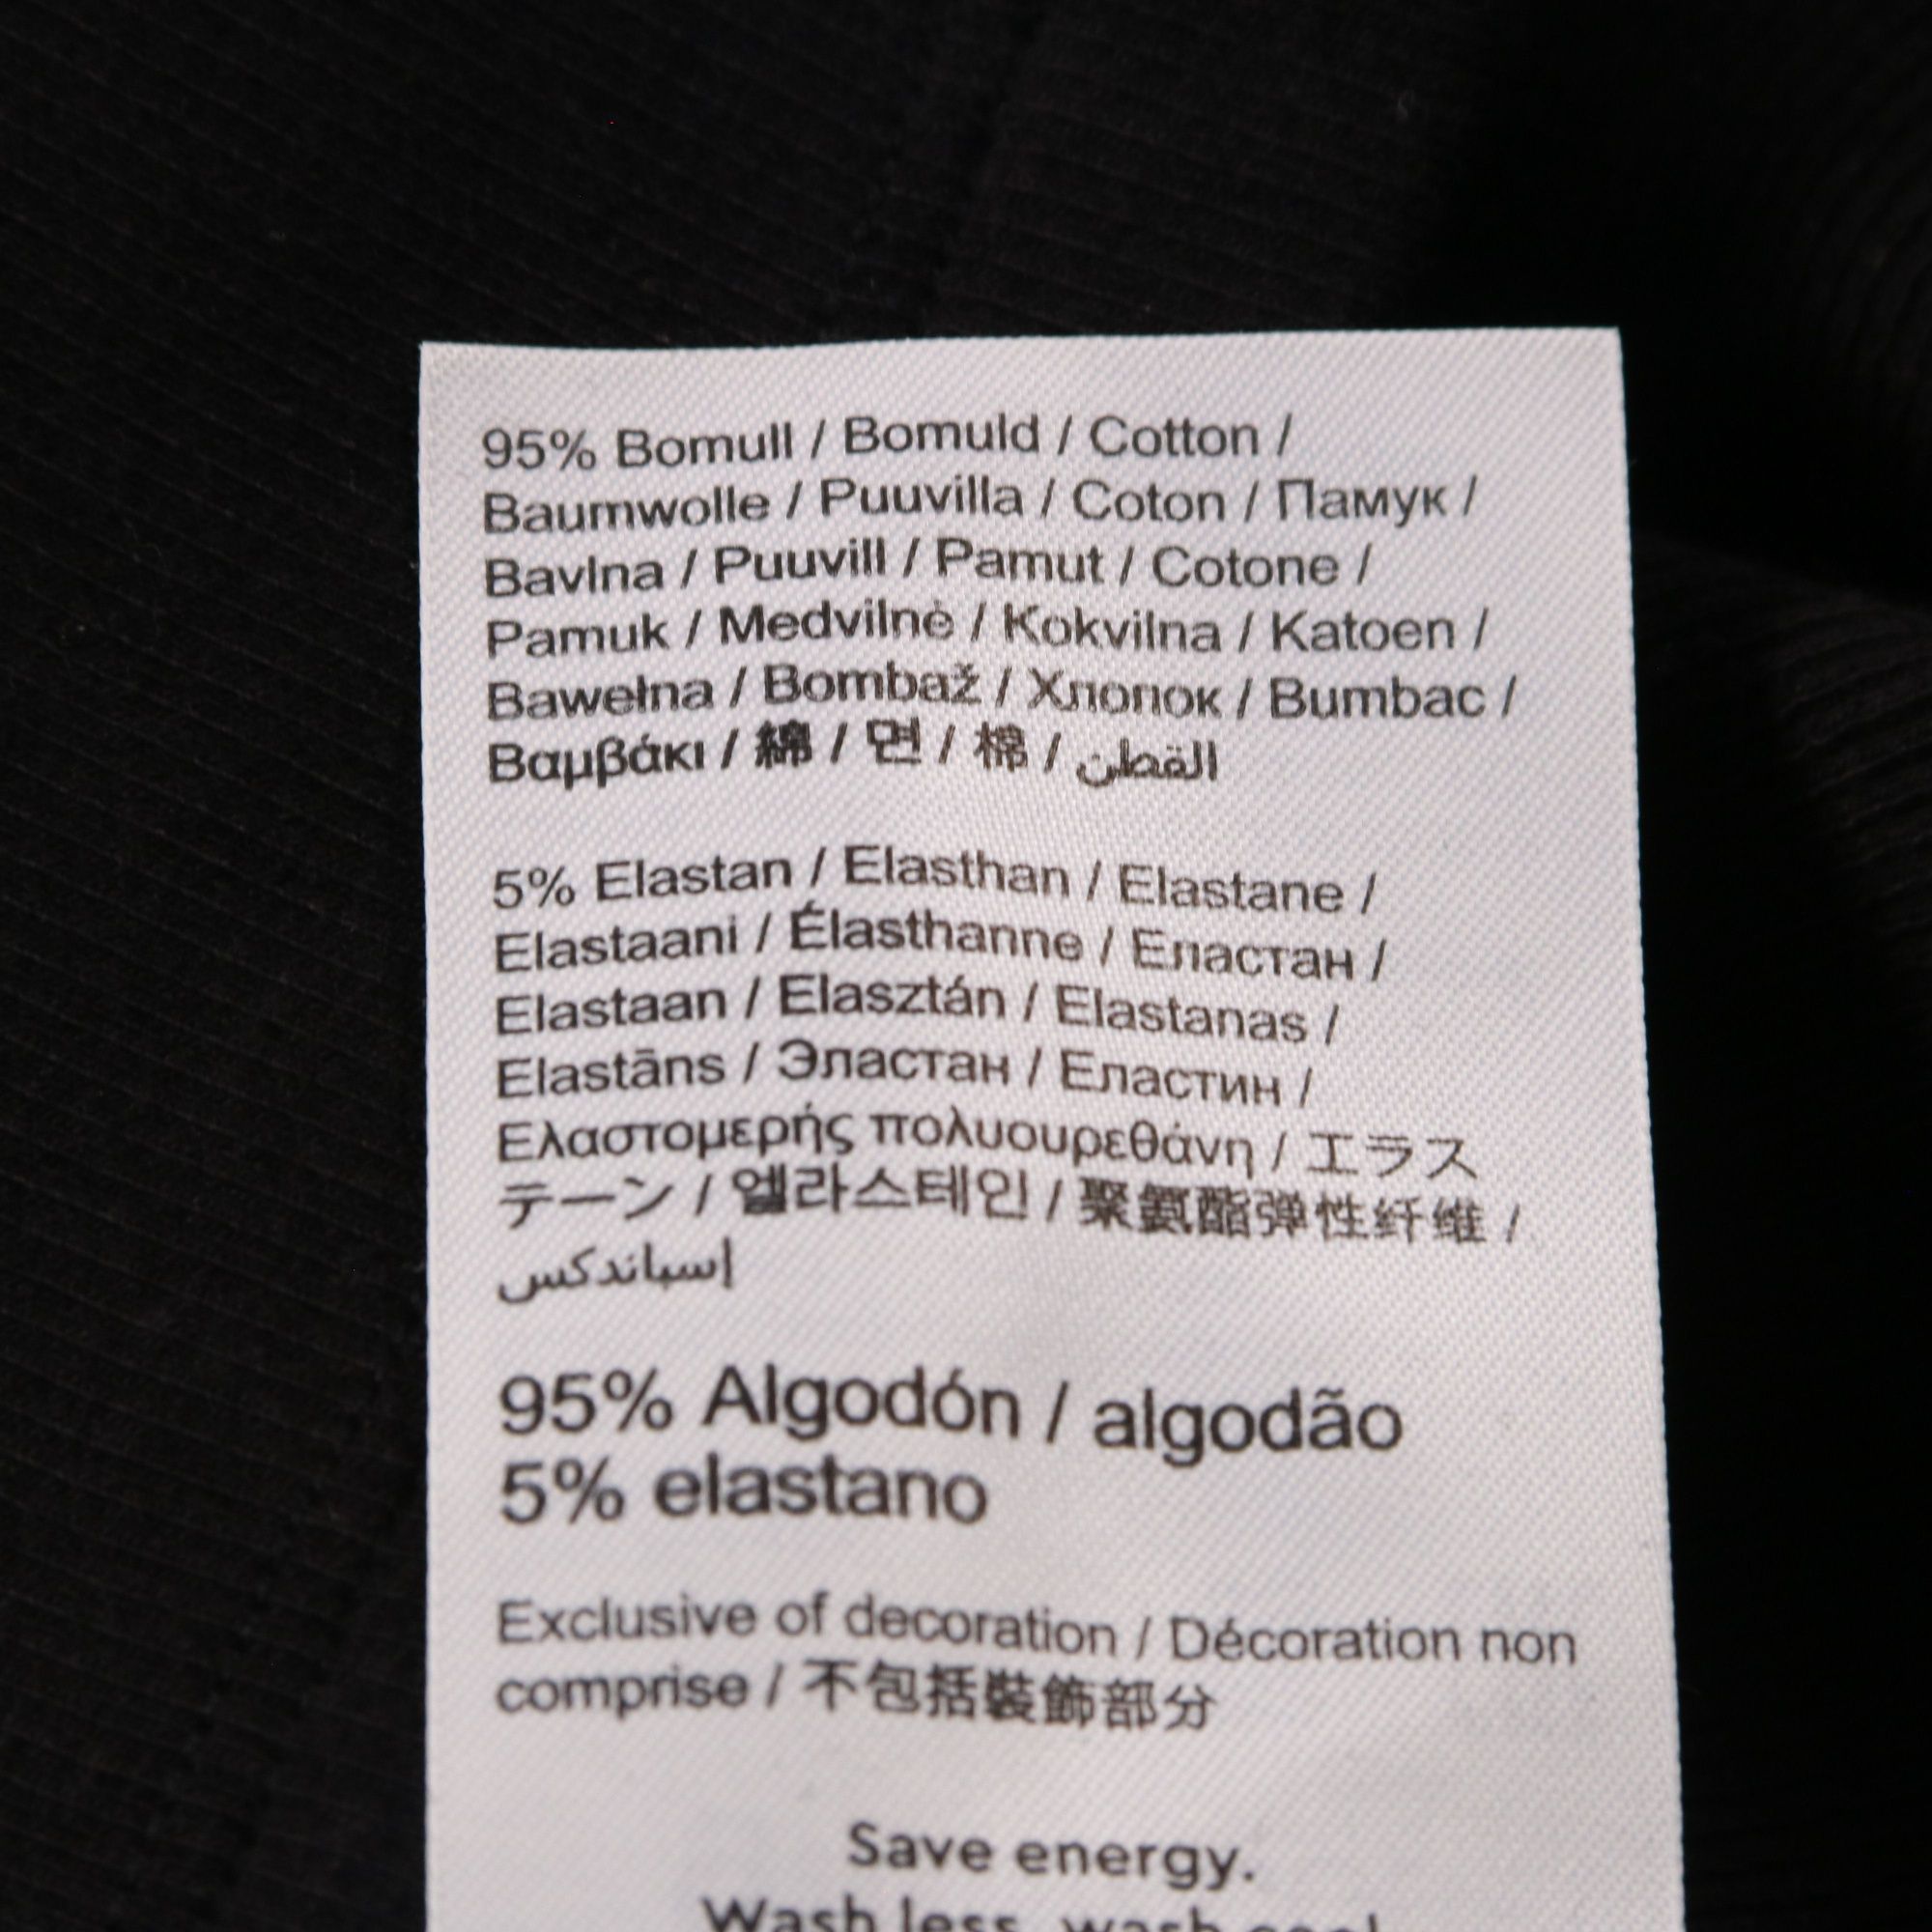 95% Bomull / Bomuld / Cotton /
Baumwolle / Puuvilla / Coton / Памук /
Bavlna / Puuvill / Pamut / Cotone /
Pamuk / Medvilnė / Kokvilna / Katoen /
Bawełna / Bombaž / Хлопок / Bumbac /
Βαμβάκι / 綿 / 면 / 棉 / القطن
5% Elastan / Elasthan / Elastane /
Elastaani / Élasthanne / Еластан /
Elastaan / Elasztán / Elastanas /
Elastāns / Эластан / Еластин /
Ελαστομερής πολυουρεθάνη / エラス
テーン / 엘라스테인 / 聚氨酯弹性纤维 /
إسباندكس
95% Algodón / algodão
5% elastano
Exclusive of decoration / Décoration non
comprise / 不包括裝飾部分
Save energy.
Wash less, wash cool